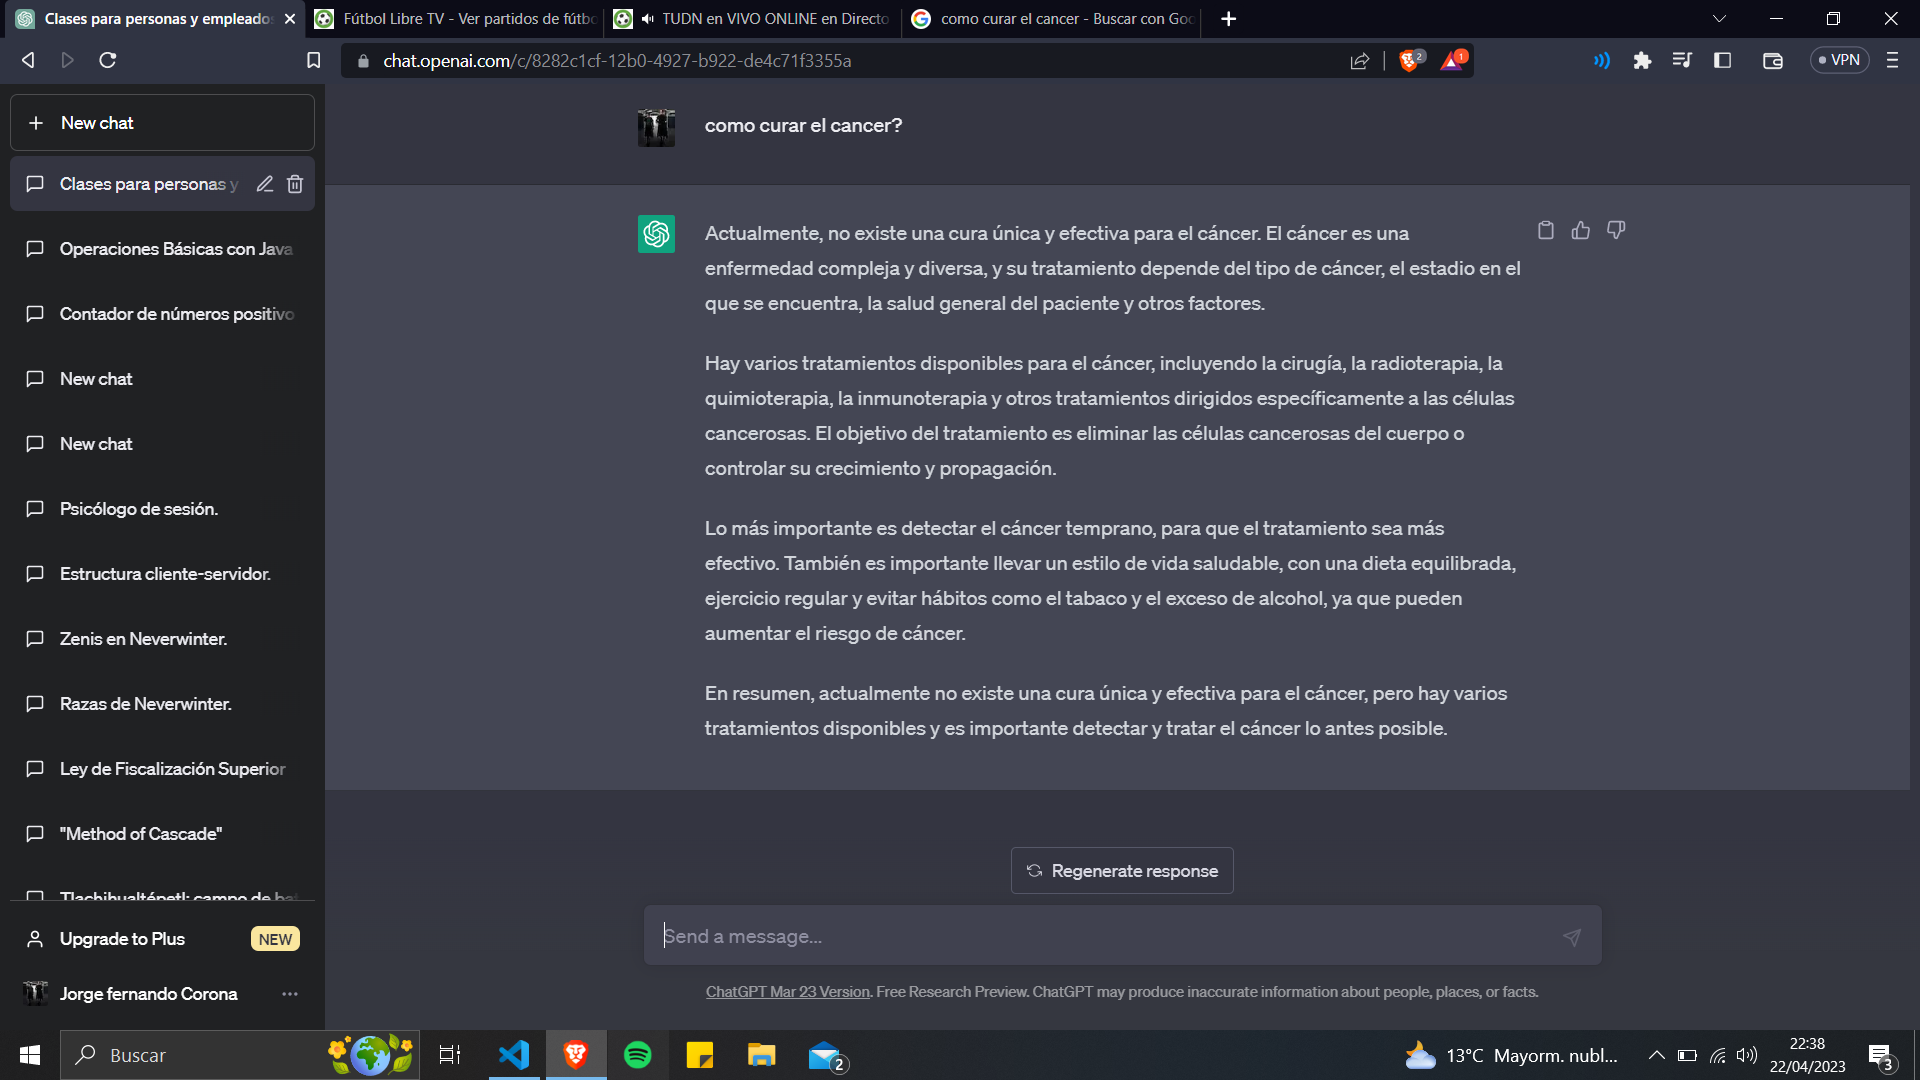 Clases para personas y empleados
Fútbol Libre TV - Ver partidos de fútbo
TUDN en VIVO ONLINE en Directo
como curar el cancer - Buscar con Goo
chat.openai.com/c/8282c1cf-12b0-4927-b922-de4c71f3355a
2
1
VPN
New chat
Clases para personas y
Operaciones Básicas con Java
Contador de números positivo
New chat
New chat
Psicólogo de sesión.
Estructura cliente-servidor.
Zenis en Neverwinter.
Razas de Neverwinter.
Ley de Fiscalización Superior
"Method of Cascade"
Tlachihualtépetl: campo de bat
Upgrade to Plus
NEW
Jorge fernando Corona
como curar el cancer?
Actualmente, no existe una cura única y efectiva para el cáncer. El cáncer es una
enfermedad compleja y diversa, y su tratamiento depende del tipo de cáncer, el estadio en el
que se encuentra, la salud general del paciente y otros factores.
Hay varios tratamientos disponibles para el cáncer, incluyendo la cirugía, la radioterapia, la
quimioterapia, la inmunoterapia y otros tratamientos dirigidos específicamente a las células
cancerosas. El objetivo del tratamiento es eliminar las células cancerosas del cuerpo o
controlar su crecimiento y propagación.
Lo más importante es detectar el cáncer temprano, para que el tratamiento sea más
efectivo. También es importante llevar un estilo de vida saludable, con una dieta equilibrada,
ejercicio regular y evitar hábitos como el tabaco y el exceso de alcohol, ya que pueden
aumentar el riesgo de cáncer.
En resumen, actualmente no existe una cura única y efectiva para el cáncer, pero hay varios
tratamientos disponibles y es importante detectar y tratar el cáncer lo antes posible.
Regenerate response
Send a message...
ChatGPT Mar 23 Version. Free Research Preview. ChatGPT may produce inaccurate information about people, places, or facts.
Buscar
2
13°C Mayorm. nubl...
22:38
22/04/2023
3